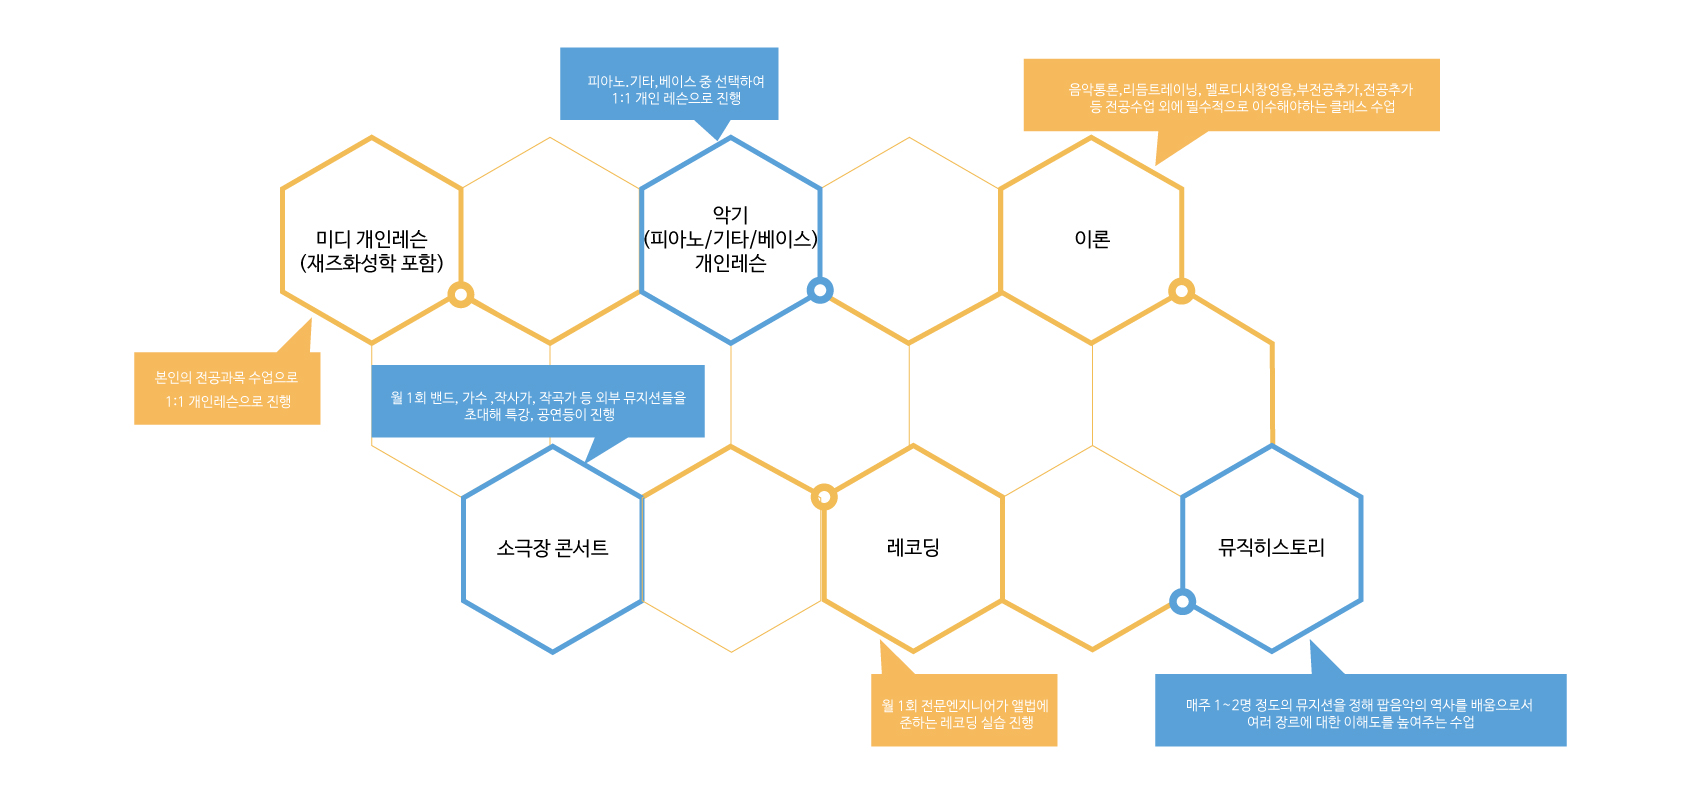 피아노,기타,베이스 중 선택하여
1:1 개인 레슨으로 진행
음악통론,리듬트레이닝, 멜로디시창영음,부전공추가,전공추가
등 전공수업 외에 필수적으로 이수해야하는 클래스 수업
미디 개인레슨
(재즈화성학 포함)
악기
(피아노/기타/베이스)
개인레슨
이론
본인의 전공과목 수업으로
1:1 개인레슨으로 진행
월 1회 밴드, 가수 ,작사가, 작곡가 등 외부 뮤지션들을
초대해 특강, 공연등이 진행
소극장 콘서트
레코딩
뮤직히스토리
월 1회 전문엔지니어가 앨범에
준하는 레코딩 실습 진행
매주 1~2명 정도의 뮤지션을 정해 팝음악의 역사를 배움으로서
여러 장르에 대한 이해도를 높여주는 수업